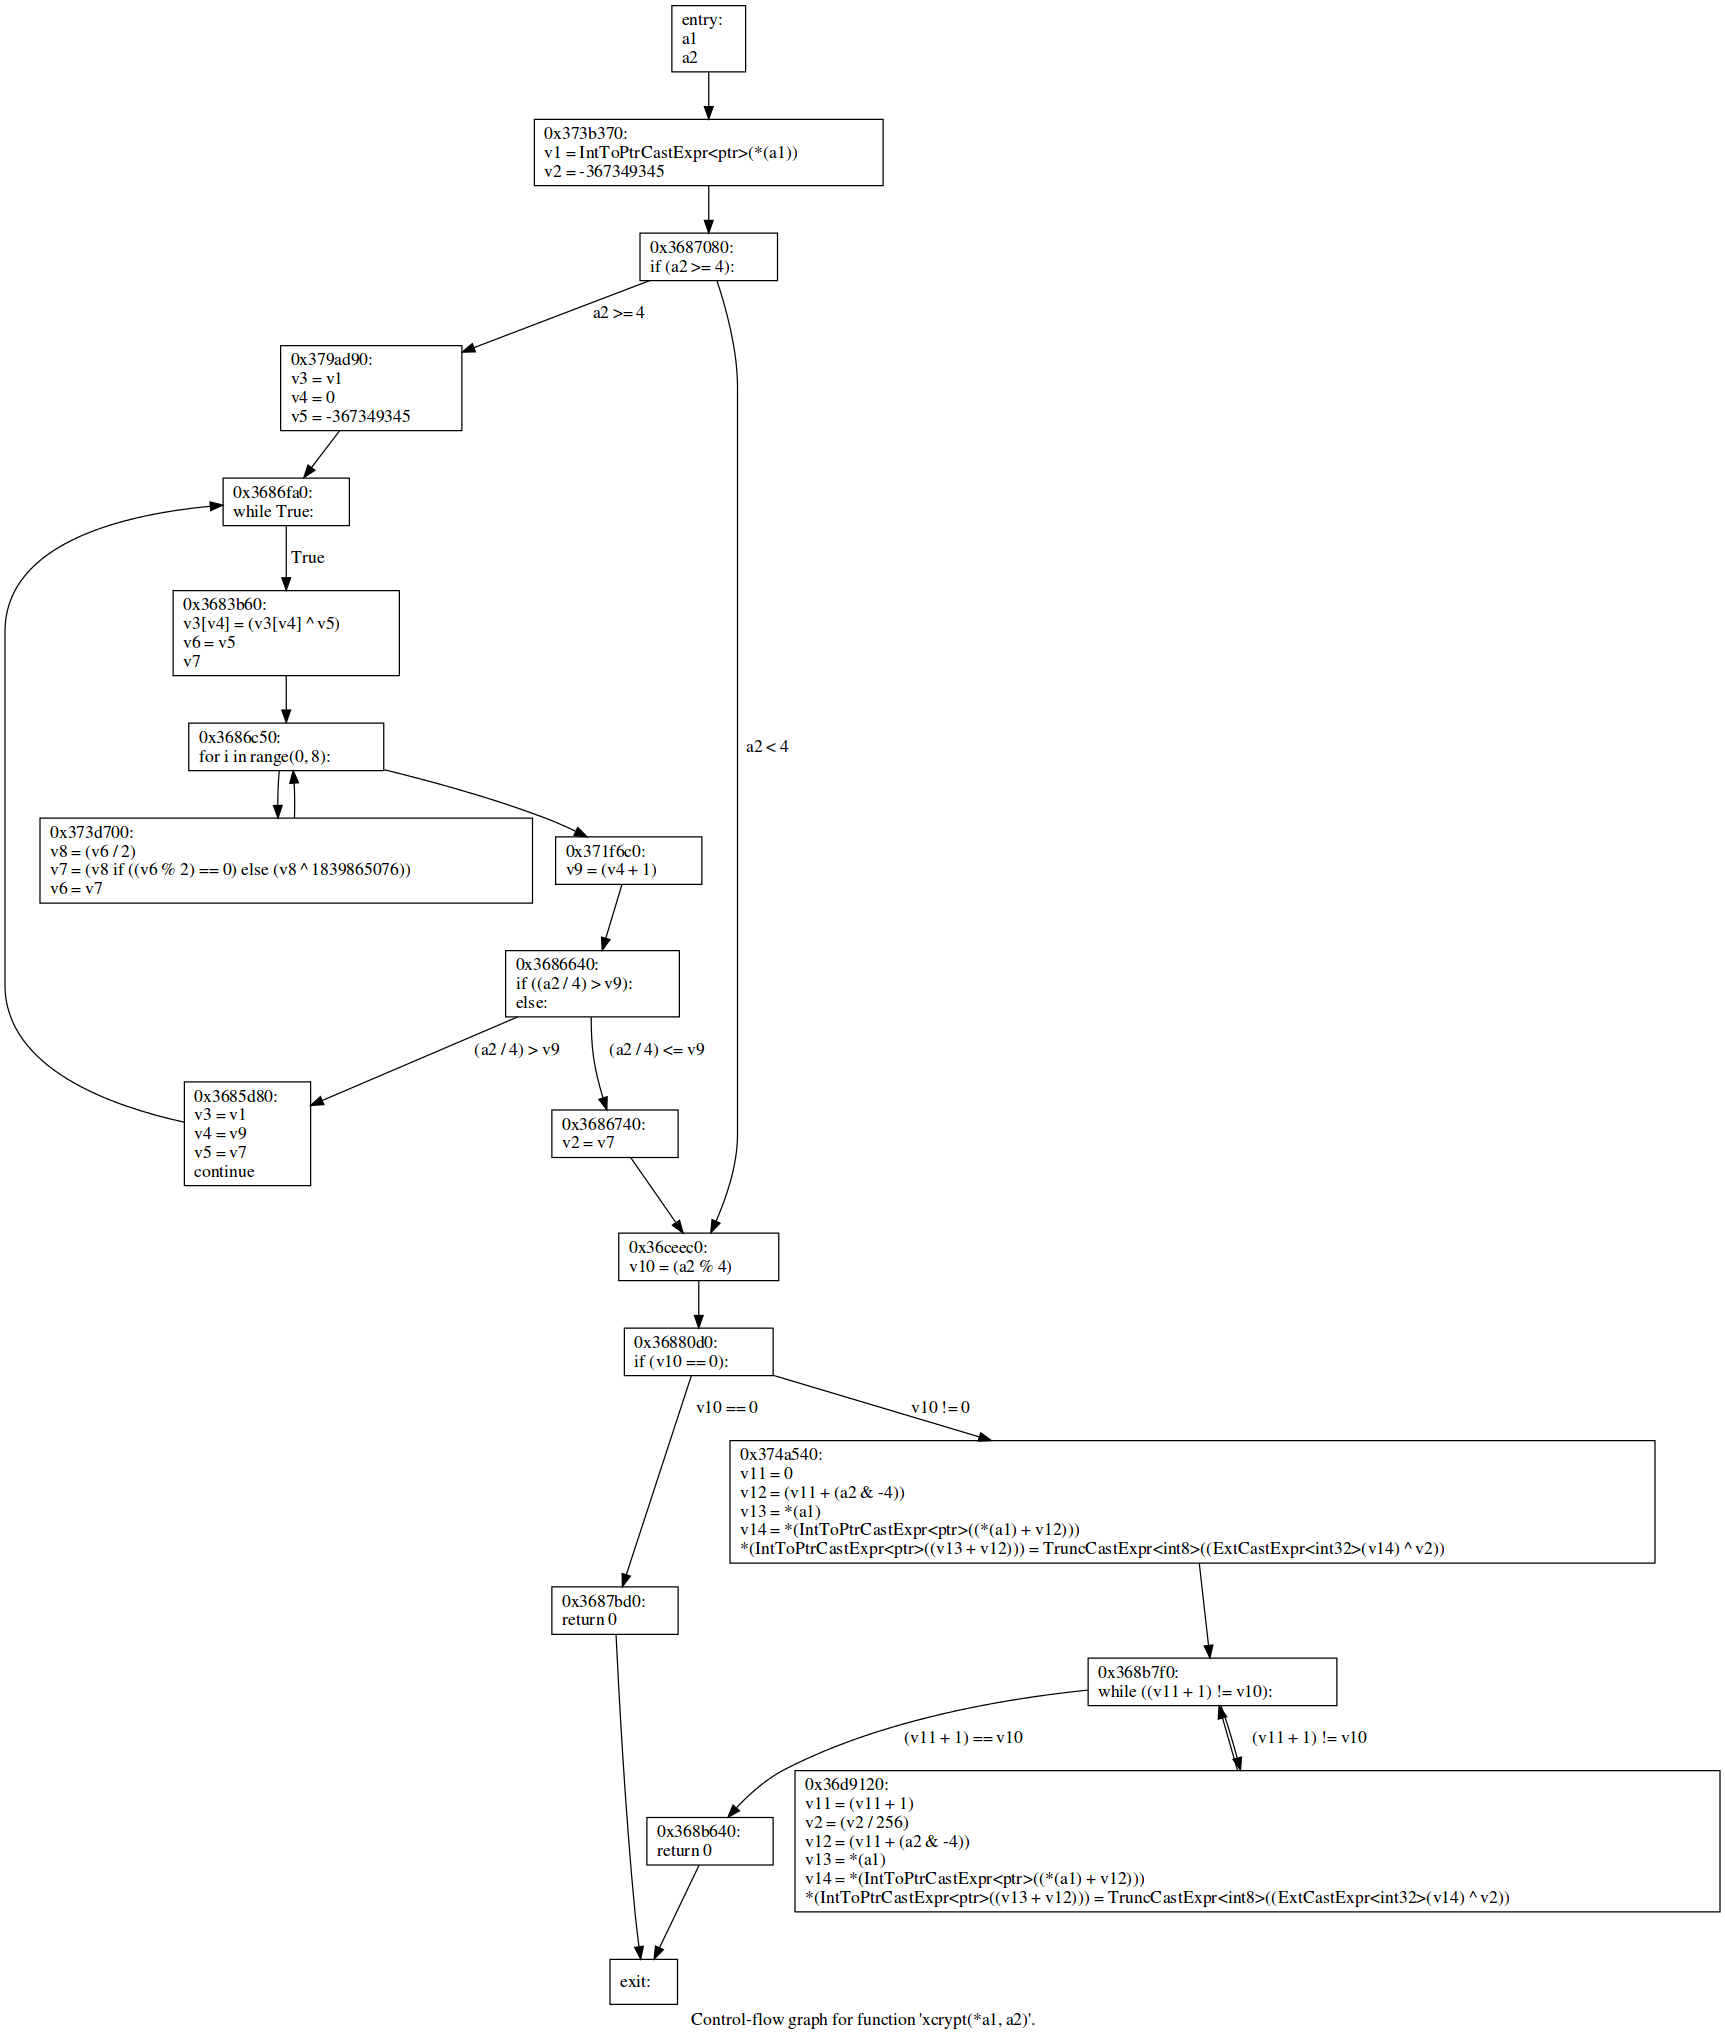 entry:
a1
a2
0x373b370:
v1 = IntToPtrCastExpr<ptr>(*(a1))
v2 = -367349345
0x3687080:
if (a2 >= 4):
a2 >= 4
0x379ad90:
v3 = v1
v4 = 0
v5 = -367349345
0x3686fa0:
while True:
True
0x3683b60:
v3[v4] = (v3[v4] ^ v5)
v6 = v5
v7
0x3686c50:
for i in range(0, 8):
a2 < 4
0x373d700:
v8 = (v6 / 2)
v7 = (v8 if ((v6 % 2) == 0) else (v8 ^ 1839865076))
v6 = v7
0x371f6c0:
v9 = (v4 + 1)
0x3686640:
if ((a2 / 4) > v9):
else:
(a2 / 4) > v9
(a2 / 4) <= v9
0x3685d80:
v3 = v1
v4 = v9
v5 = v7
continue
0x3686740:
v2 = v7
0x36ceec0:
v10 = (a2 % 4)
0x36880d0:
if (v10 == 0):
v10 == 0
v10 != 0
0x374a540:
v11 = 0
v12 = (v11 + (a2 & -4))
v13 = *(a1)
v14 = *(IntToPtrCastExpr<ptr>((*(a1) + v12)))
*(IntToPtrCastExpr<ptr>((v13 + v12))) = TruncCastExpr<int8>((ExtCastExpr<int32>(v14) ^ v2))
0x3687bd0:
return 0
0x368b7f0:
while ((v11 + 1) != v10):
(v11 + 1) == v10
(v11 + 1) != v10
0x36d9120:
v11 = (v11 + 1)
v2 = (v2 / 256)
v12 = (v11 + (a2 & -4))
v13 = *(a1)
v14 = *(IntToPtrCastExpr<ptr>((*(a1) + v12)))
*(IntToPtrCastExpr<ptr>((v13 + v12))) = TruncCastExpr<int8>((ExtCastExpr<int32>(v14) ^ v2))
0x368b640:
return 0
exit:
Control-flow graph for function 'xcrypt(*a1, a2)'.